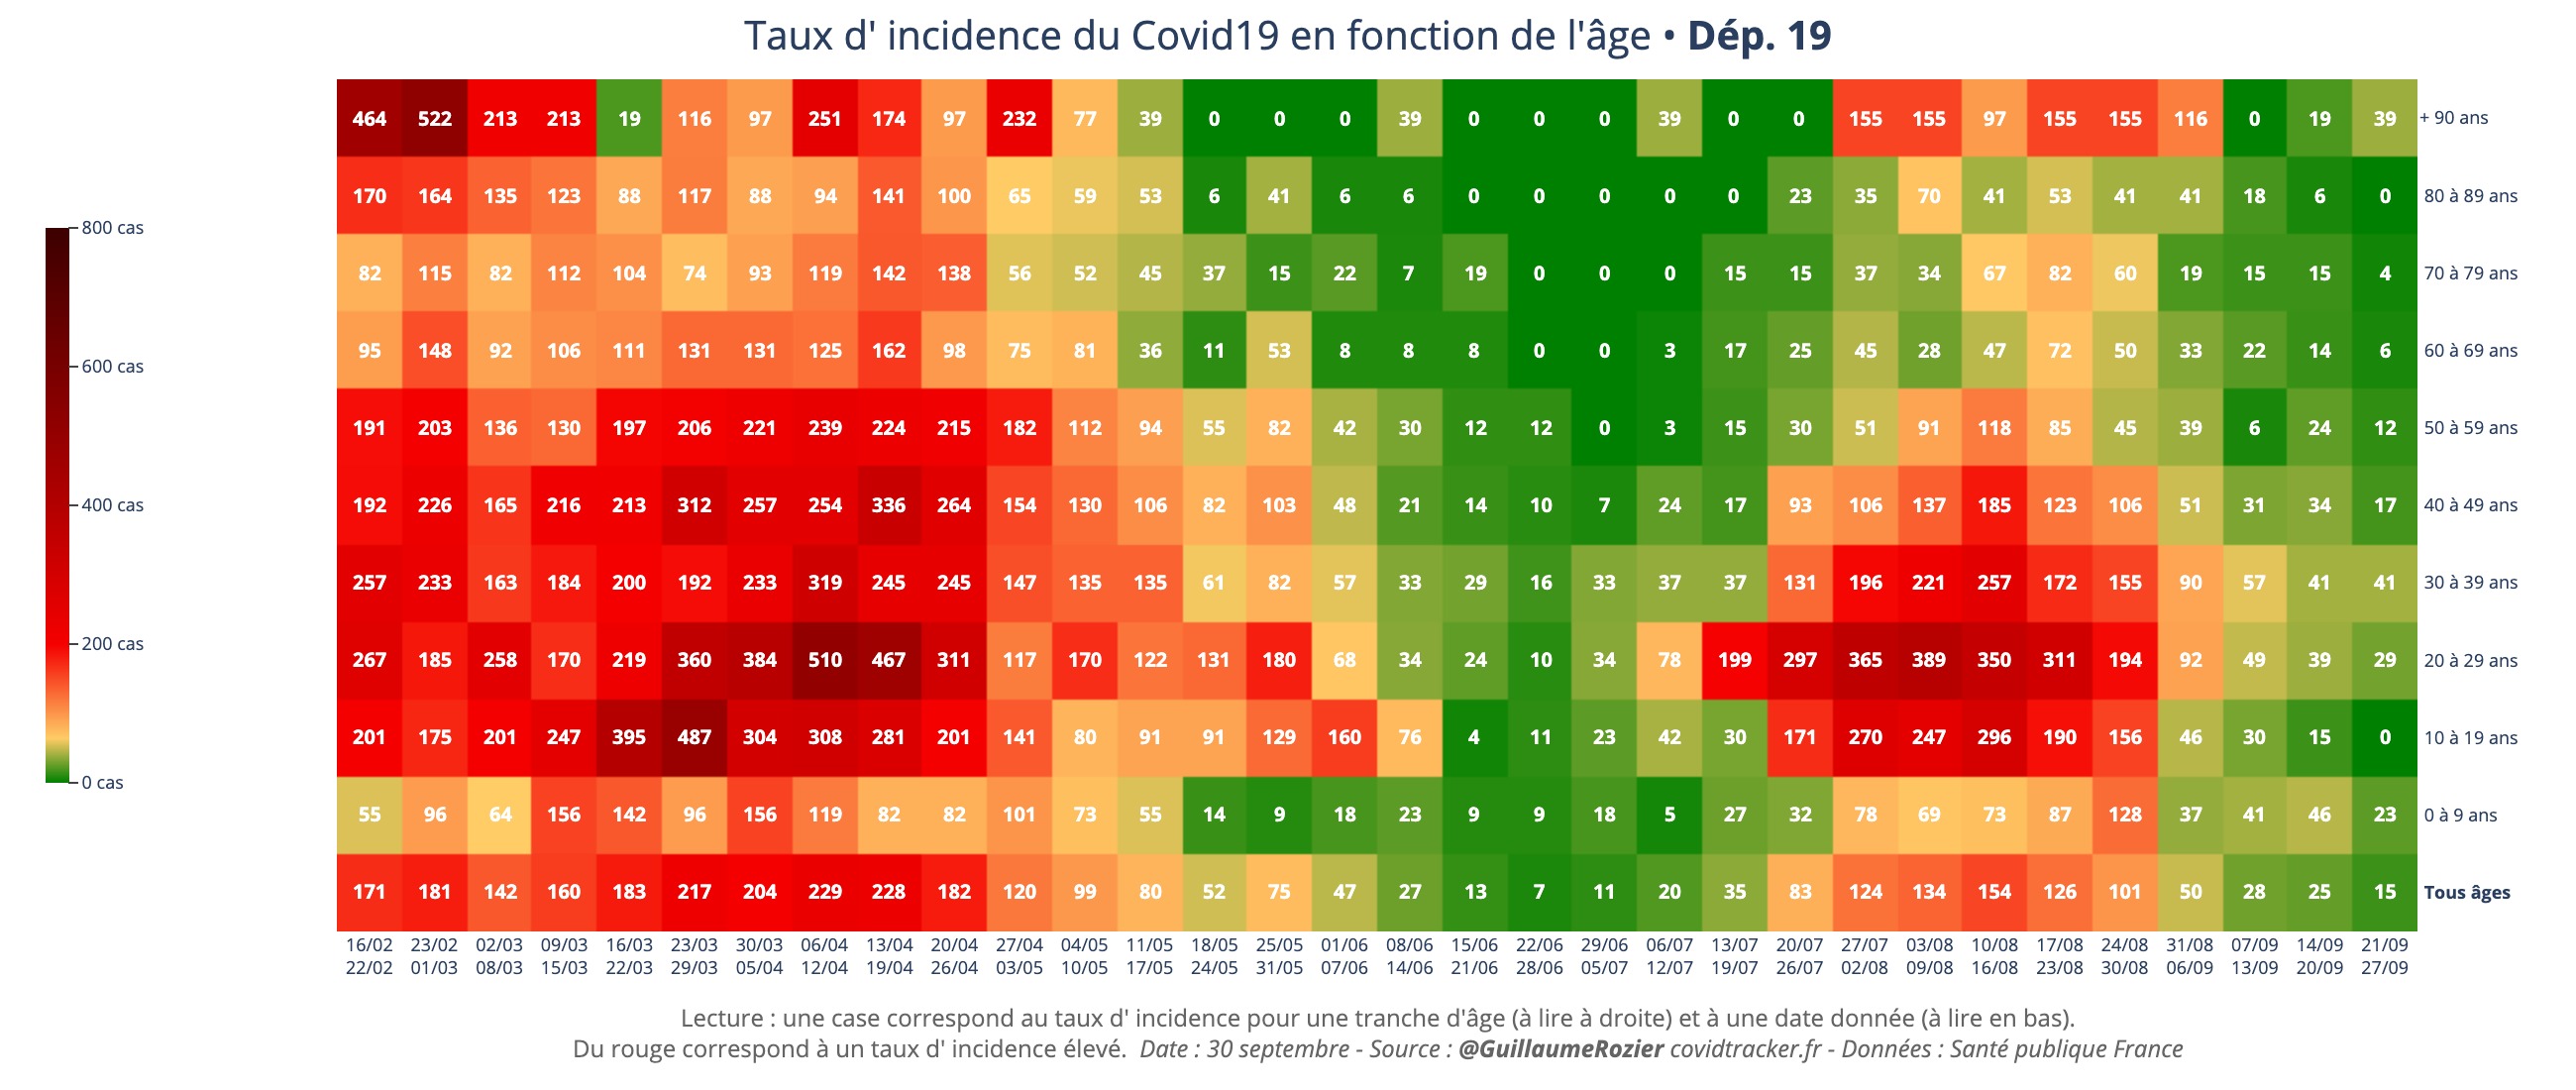 Taux d' incidence du Covid19 en fonction de l'âge • Dép. 19
800 cas
600 cas
400 cas
200 cas
0 cas
464 522 213 213 19 116 97 251 174 97 232 77 39 0 0 0 39 0 0 0 39 0 0 155 155 97 155 155 116 0 19 39 + 90 ans
170 164 135 123 88 117 88 94 141 100 65 59 53 6 41 6 6 0 0 0 0 0 23 35 70 41 53 41 41 18 6 0 80 à 89 ans
82 115 82 112 104 74 93 119 142 138 56 52 45 37 15 22 7 19 0 0 0 15 15 37 34 67 82 60 19 15 15 4 70 à 79 ans
95 148 92 106 111 131 131 125 162 98 75 81 36 11 53 8 8 8 0 0 3 17 25 45 28 47 72 50 33 22 14 6 60 à 69 ans
191 203 136 130 197 206 221 239 224 215 182 112 94 55 82 42 30 12 12 0 3 15 30 51 91 118 85 45 39 6 24 12 50 à 59 ans
192 226 165 216 213 312 257 254 336 264 154 130 106 82 103 48 21 14 10 7 24 17 93 106 137 185 123 106 51 31 34 17 40 à 49 ans
257 233 163 184 200 192 233 319 245 245 147 135 135 61 82 57 33 29 16 33 37 37 131 196 221 257 172 155 90 57 41 41 30 à 39 ans
267 185 258 170 219 360 384 510 467 311 117 170 122 131 180 68 34 24 10 34 78 199 297 365 389 350 311 194 92 49 39 29 20 à 29 ans
201 175 201 247 395 487 304 308 281 201 141 80 91 91 129 160 76 4 11 23 42 30 171 270 247 296 190 156 46 30 15 0 10 à 19 ans
55 96 64 156 142 96 156 119 82 82 101 73 55 14 9 18 23 9 9 18 5 27 32 78 69 73 87 128 37 41 46 23 0 à 9 ans
171 181 142 160 183 217 204 229 228 182 120 99 80 52 75 47 27 13 7 11 20 35 83 124 134 154 126 101 50 28 25 15 Tous âges
16/02 23/02 02/03 09/03 16/03 23/03 30/03 06/04 13/04 20/04 27/04 04/05 11/05 18/05 25/05 01/06 08/06 15/06 22/06 29/06 06/07 13/07 20/07 27/07 03/08 10/08 17/08 24/08 31/08 07/09 14/09 21/09
22/02 01/03 08/03 15/03 22/03 29/03 05/04 12/04 19/04 26/04 03/05 10/05 17/05 24/05 31/05 07/06 14/06 21/06 28/06 05/07 12/07 19/07 26/07 02/08 09/08 16/08 23/08 30/08 06/09 13/09 20/09 27/09
Lecture : une case correspond au taux d' incidence pour une tranche d'âge (à lire à droite) et à une date donnée (à lire en bas).
Du rouge correspond à un taux d' incidence élevé. Date : 30 septembre - Source : @GuillaumeRozier covidtracker.fr - Données : Santé publique France